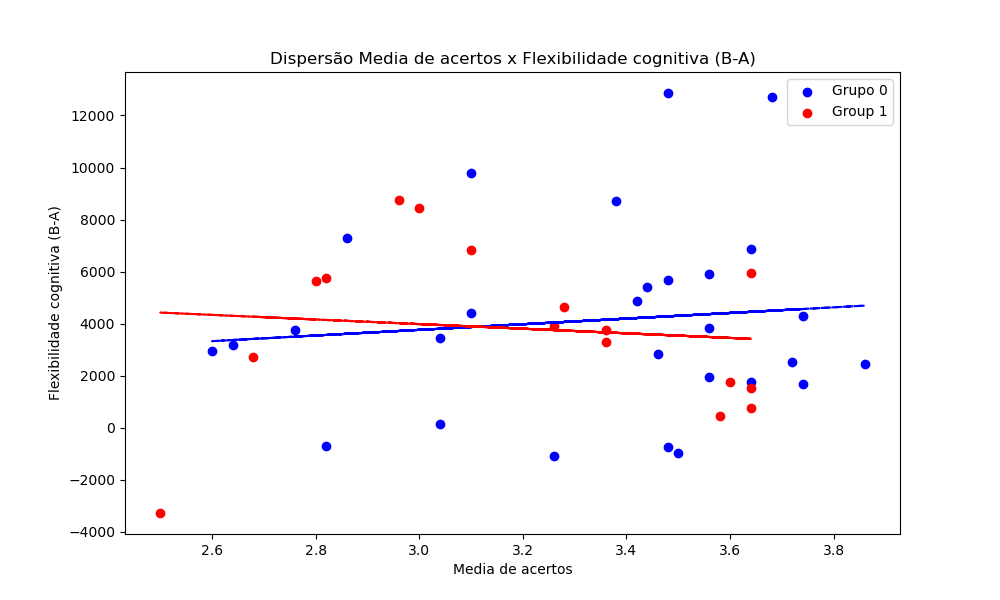 Dispersão Media de acertos x Flexibilidade cognitiva (B-A)
Grupo 0
Group 1
Flexibilidade cognitiva (B-A)
12000
10000
8000
6000
4000
2000
0
−2000
−4000
2.6 2.8 3.0 3.2 3.4 3.6 3.8
Media de acertos